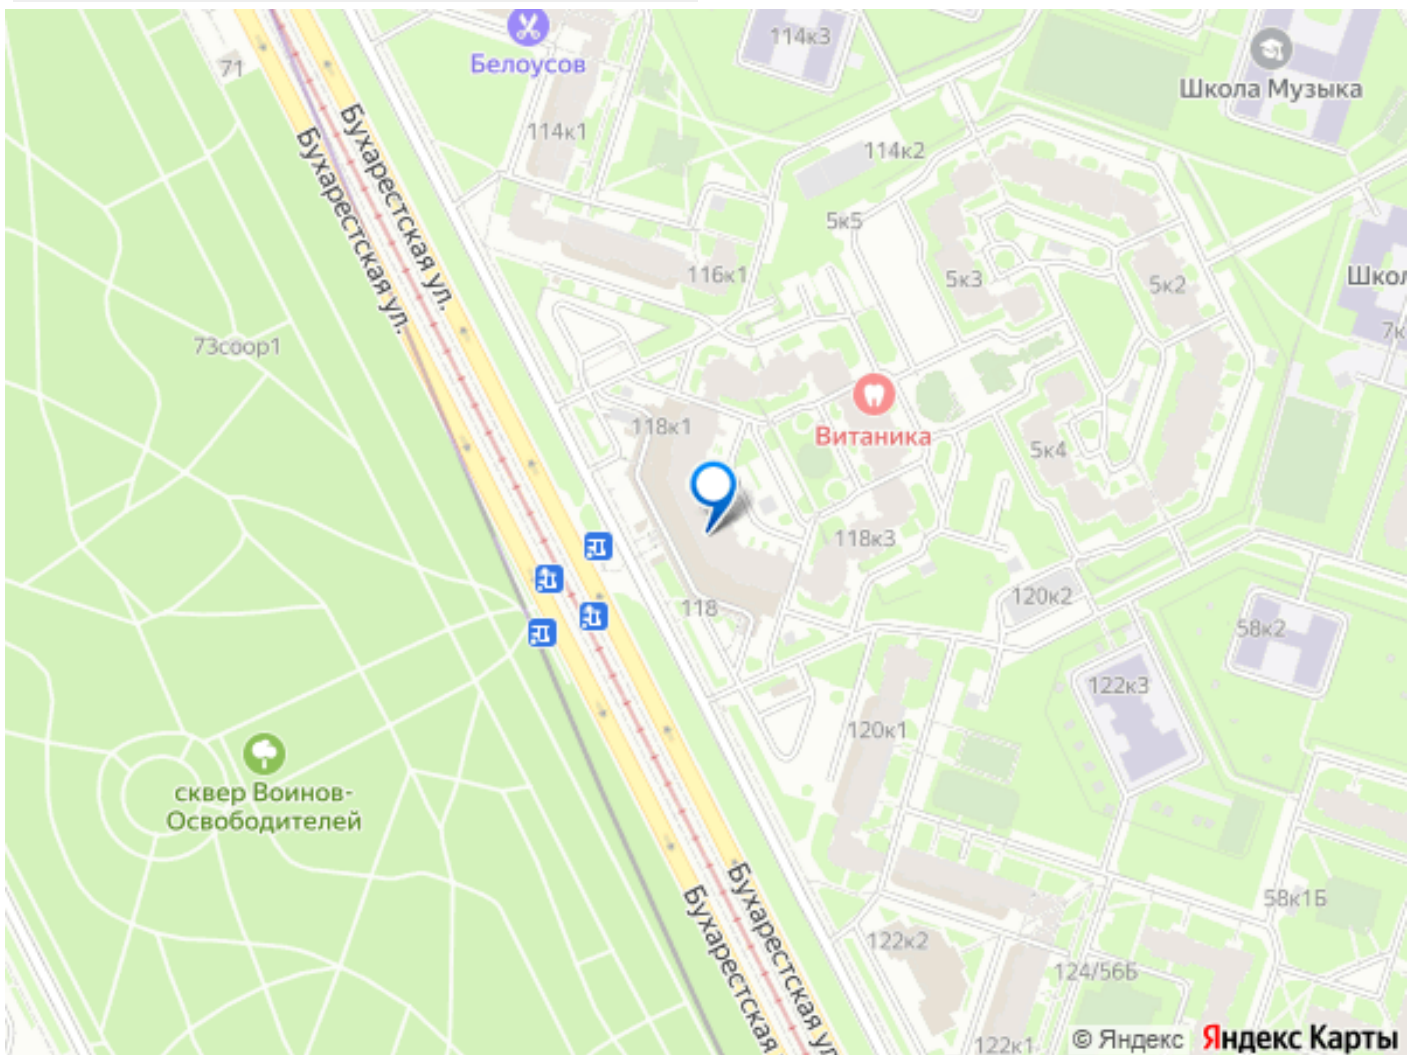 Белоусов
114к3
Школа Музыка
71
114к1
114к2
Бухарестская ул.
Бухарестская ул.
5к5
116к1
5к3
5к2
Школ
7к
73соор1
118к1
Витаника
5к4
118к3
118
120к2
58к2
122к3
120к1
сквер Воинов-
Освободителей
58к1Б
Бухарестская ул
Бухарестская
122к2
124/56Б
122к1
© Яндекс Яндекс Карты